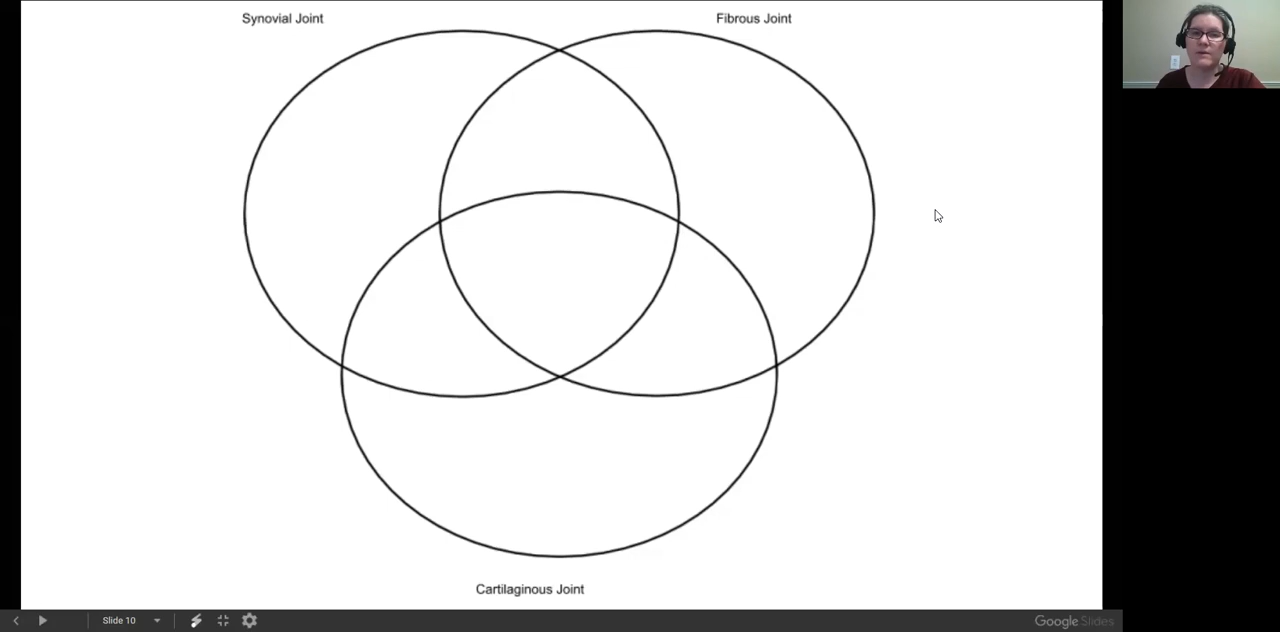 Synovial Joint
Fibrous Joint
Cartilaginous Joint
Slide 10
Google Slides